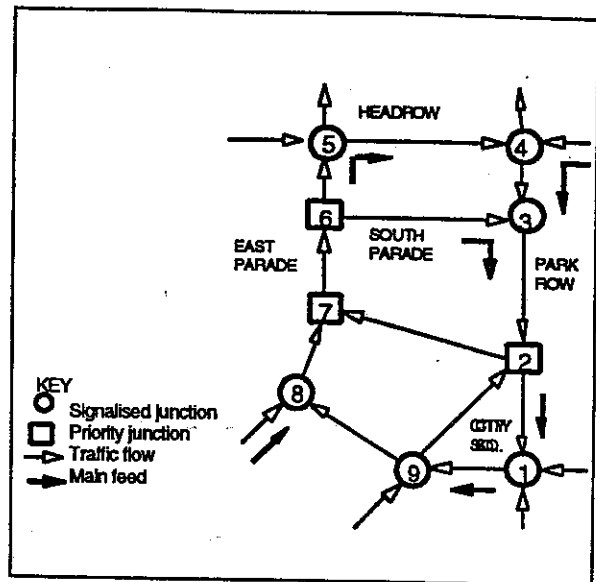 HEADROW
5
4
6
3
EAST
PARADE
SOUTH
PARADE
PARK
ROW
7
2
KEY
Signalised junction
Priority junction
Traffic flow
Main feed
8
9
1